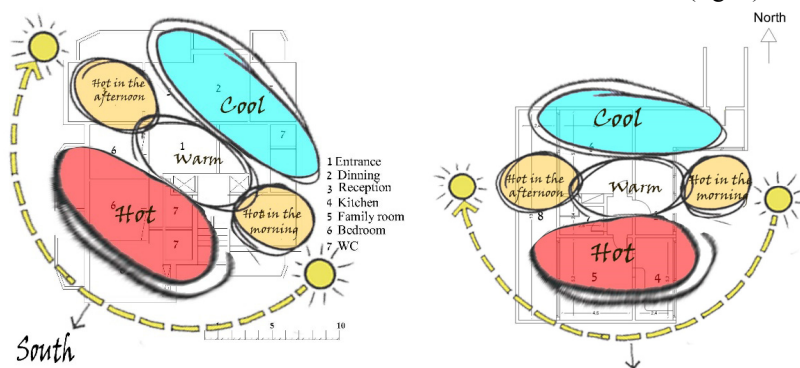 North
Hot in the
afternoon
2
Cool
7
1
Warm
6
6
Hot
7
7
Hot in the
morning
1 Entrance
2 Dinning
3 Reception
4 Kitchen
5 Family room
6 Bedroom
7 WC
5
10
South
Cool
6
Hot in the
afternoon
Warm
Hot in the
morning
8
Hot
5
4